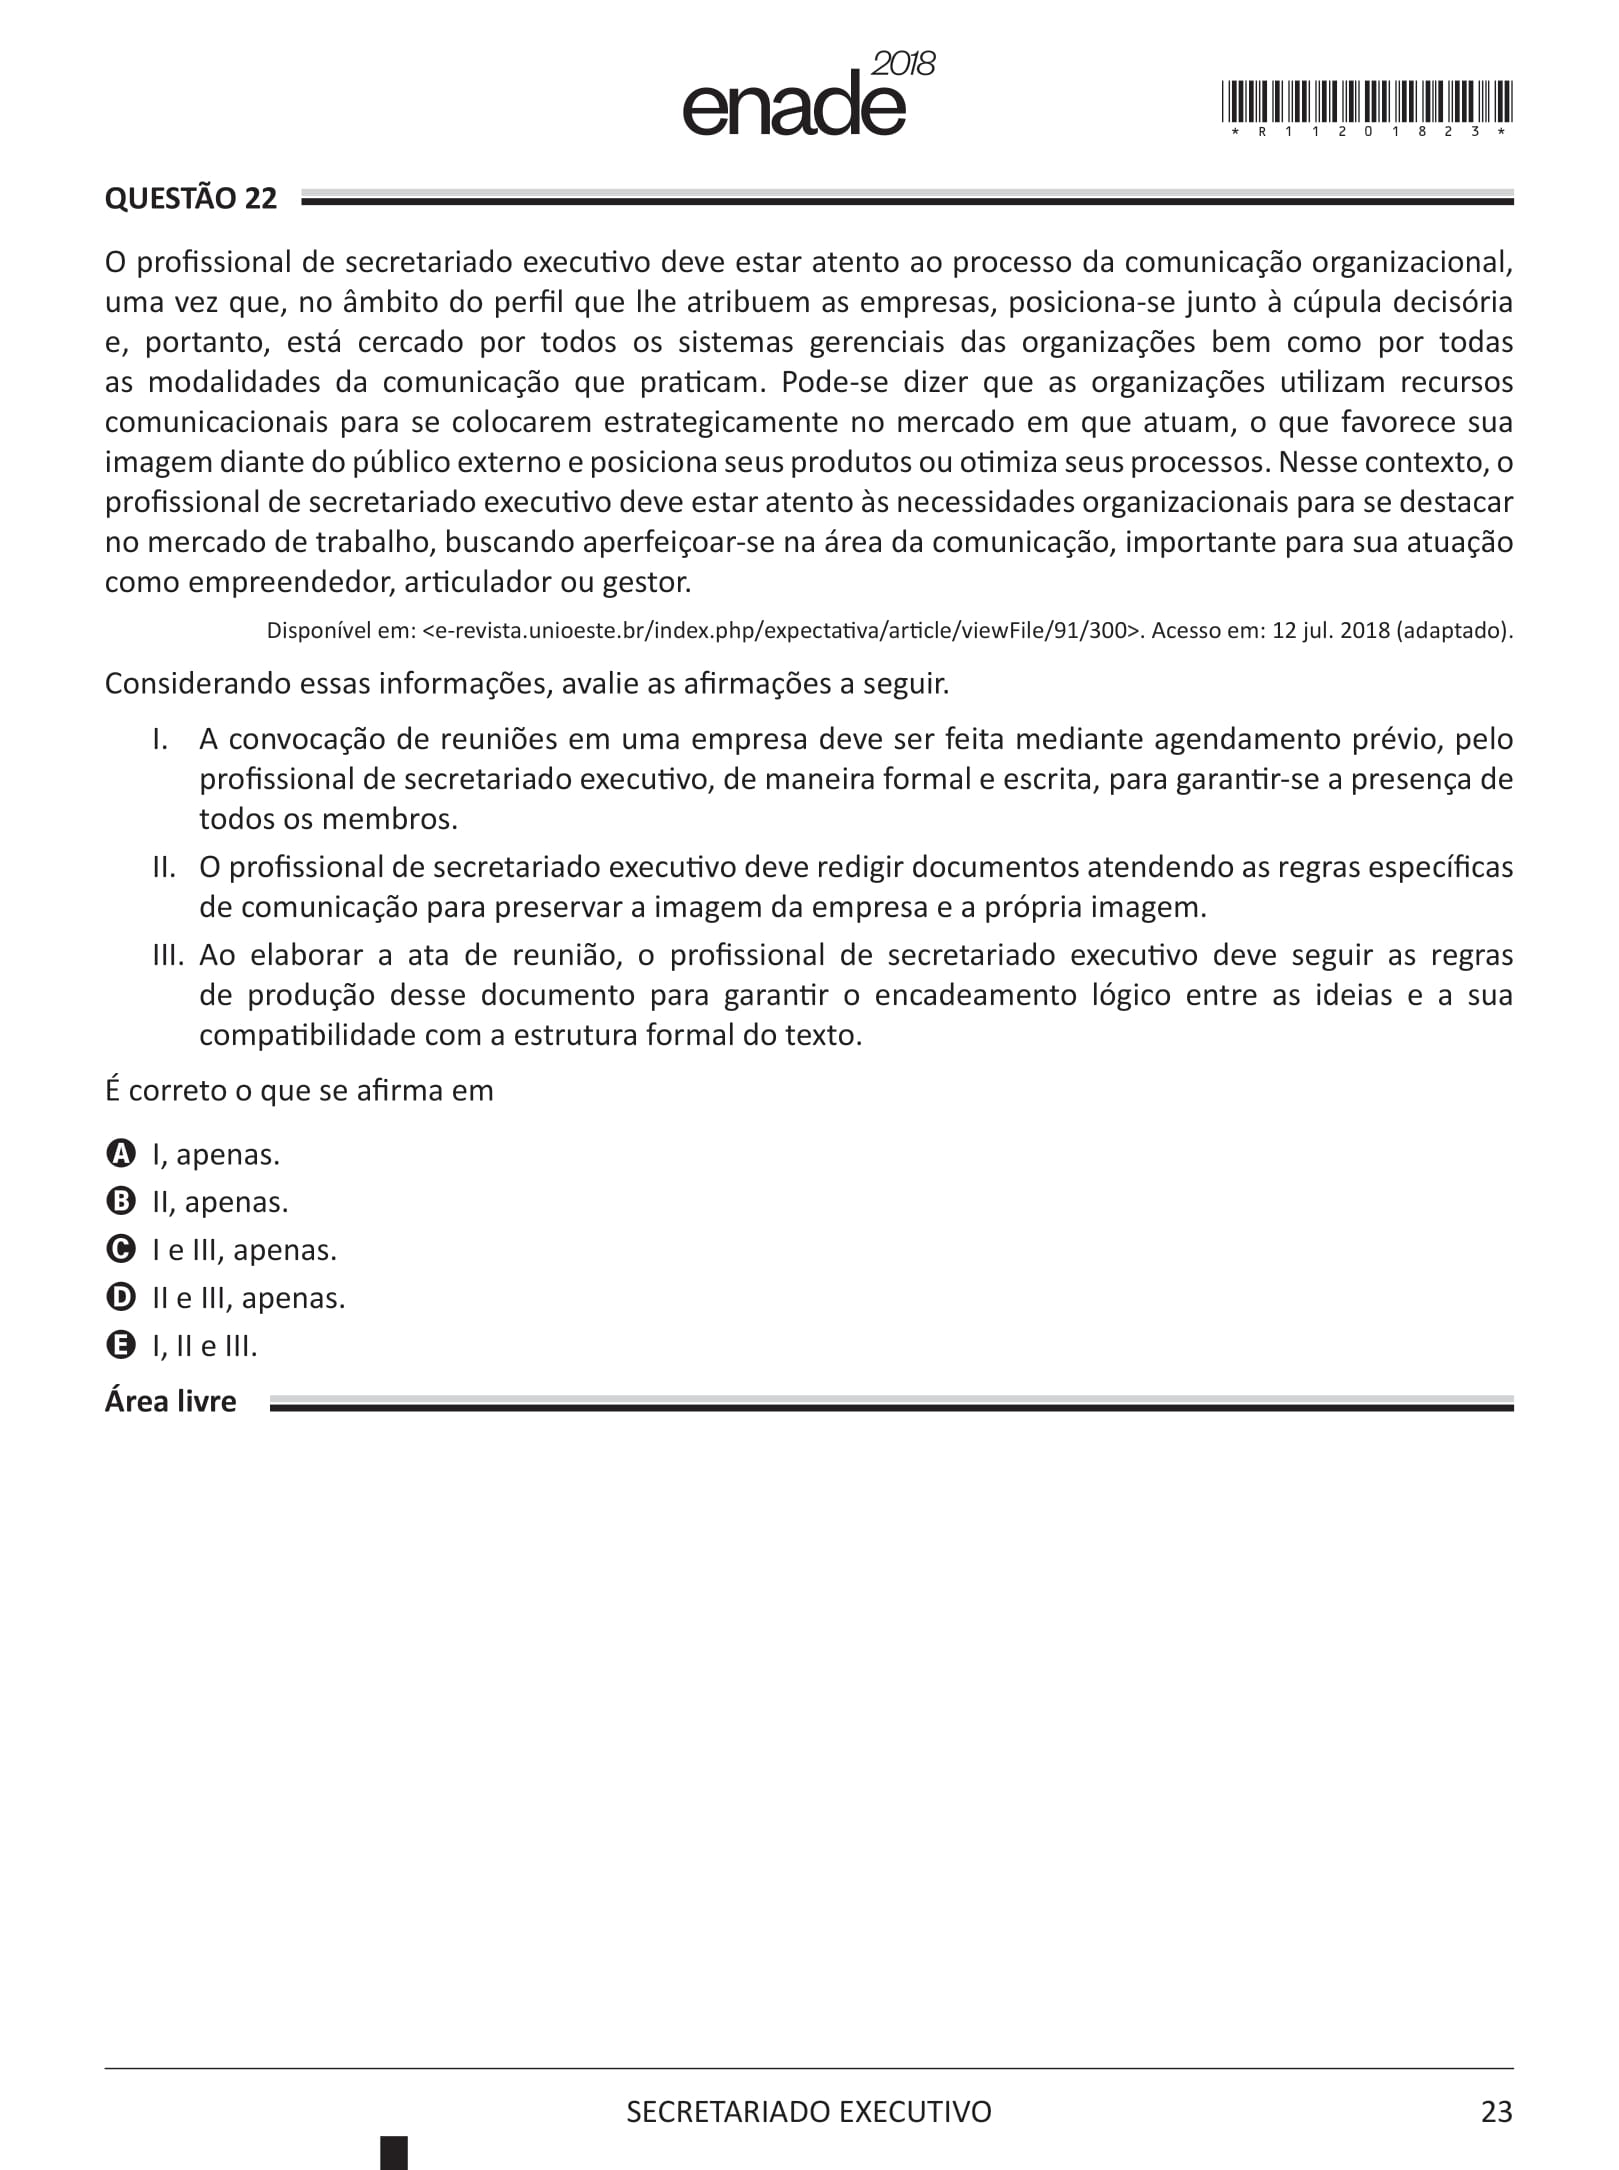 enade 2018
* R 1 1 2 0 1 8 2 3 *
QUESTÃO 22
O profissional de secretariado executivo deve estar atento ao processo da comunicação organizacional,
uma vez que, no âmbito do perfil que lhe atribuem as empresas, posiciona-se junto à cúpula decisória
e, portanto, está cercado por todos os sistemas gerenciais das organizações bem como por todas
as modalidades da comunicação que praticam. Pode-se dizer que as organizações utilizam recursos
comunicacionais para se colocarem estrategicamente no mercado em que atuam, o que favorece sua
imagem diante do público externo e posiciona seus produtos ou otimiza seus processos. Nesse contexto, o
profissional de secretariado executivo deve estar atento às necessidades organizacionais para se destacar
no mercado de trabalho, buscando aperfeiçoar-se na área da comunicação, importante para sua atuação
como empreendedor, articulador ou gestor.
Disponível em: <e-revista.unioeste.br/index.php/expectativa/article/viewFile/91/300>. Acesso em: 12 jul. 2018 (adaptado).
Considerando essas informações, avalie as afirmações a seguir.
I. A convocação de reuniões em uma empresa deve ser feita mediante agendamento prévio, pelo
profissional de secretariado executivo, de maneira formal e escrita, para garantir-se a presença de
todos os membros.
II. O profissional de secretariado executivo deve redigir documentos atendendo as regras específicas
de comunicação para preservar a imagem da empresa e a própria imagem.
III. Ao elaborar a ata de reunião, o profissional de secretariado executivo deve seguir as regras
de produção desse documento para garantir o encadeamento lógico entre as ideias e a sua
compatibilidade com a estrutura formal do texto.
É correto o que se afirma em
A I, apenas.
B II, apenas.
C I e III, apenas.
D II e III, apenas.
E I, II e III.
Área livre
SECRETARIADO EXECUTIVO
23